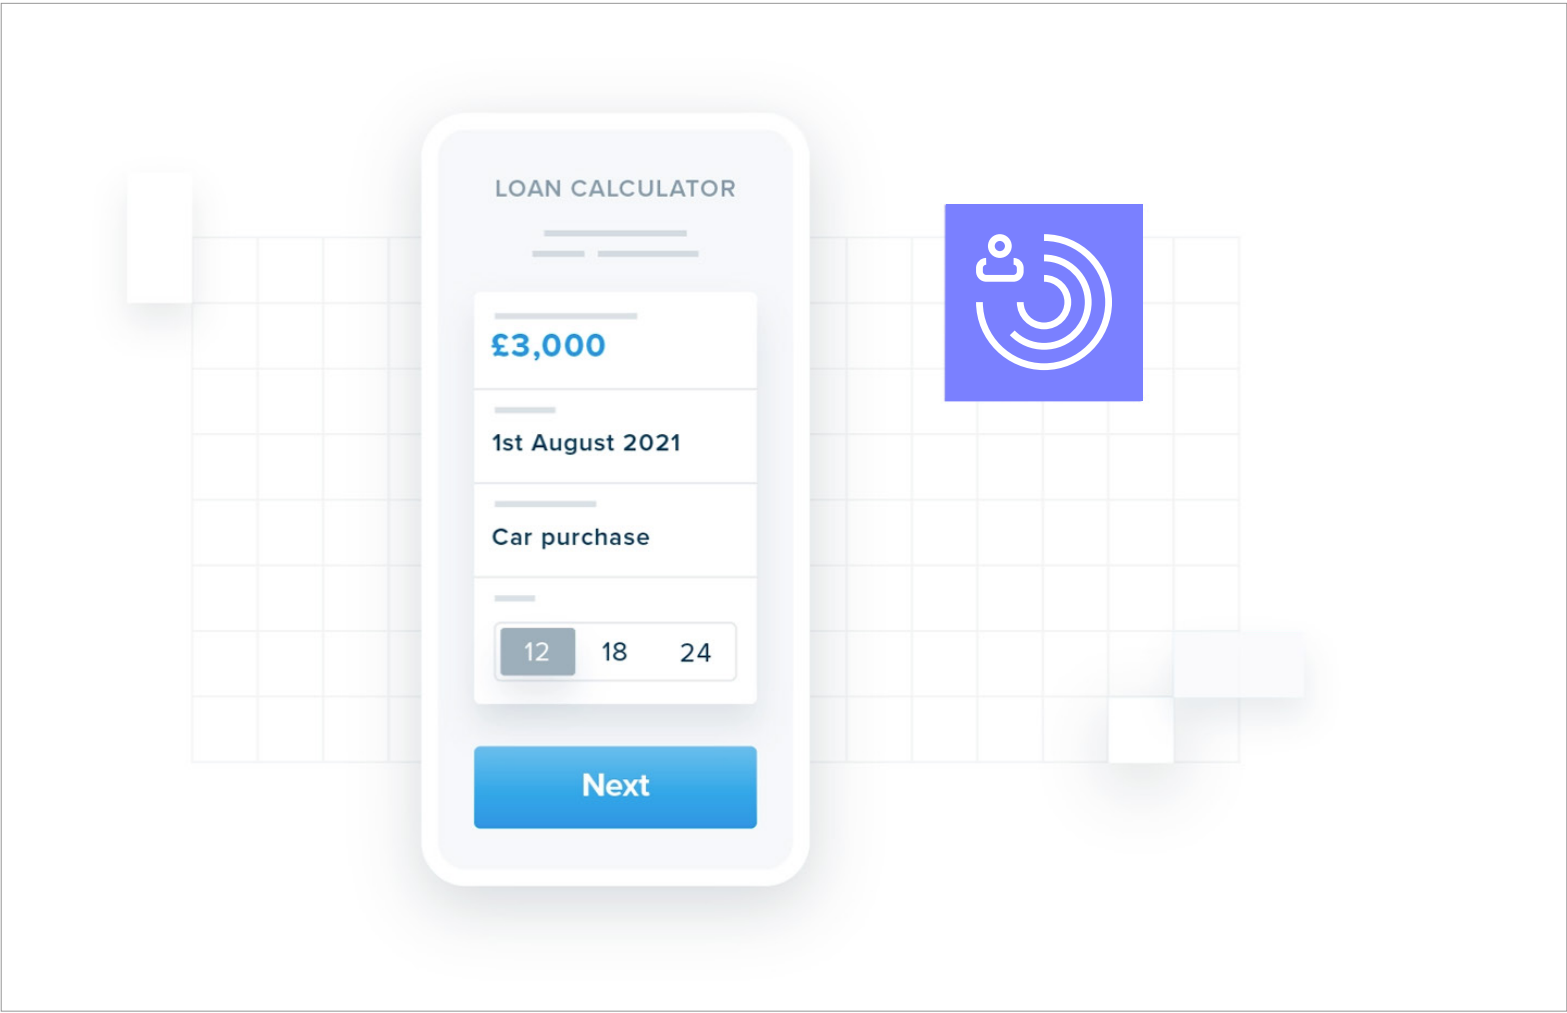 LOAN CALCULATOR
£3,000
1st August 2021
Car purchase
12 18 24
Next